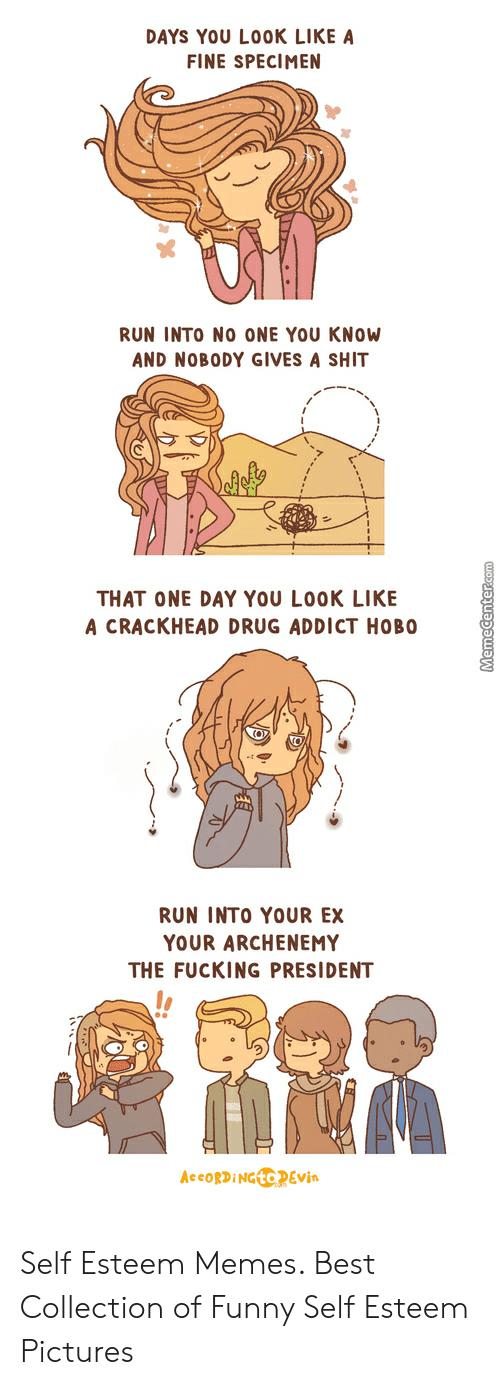 DAYS YOU LOOK LIKE A
FINE SPECIMEN
RUN INTO NO ONE YOU KNOW
AND NOBODY GIVES A SHIT
MemeCenter.com
THAT ONE DAY YOU LOOK LIKE
A CRACKHEAD DRUG ADDICT HOBO
RUN INTO YOUR EX
YOUR ARCHENEMY
THE FUCKING PRESIDENT
!!
ACCORDiNGtoDEVin
.com
Self Esteem Memes. Best
Collection of Funny Self Esteem
Pictures